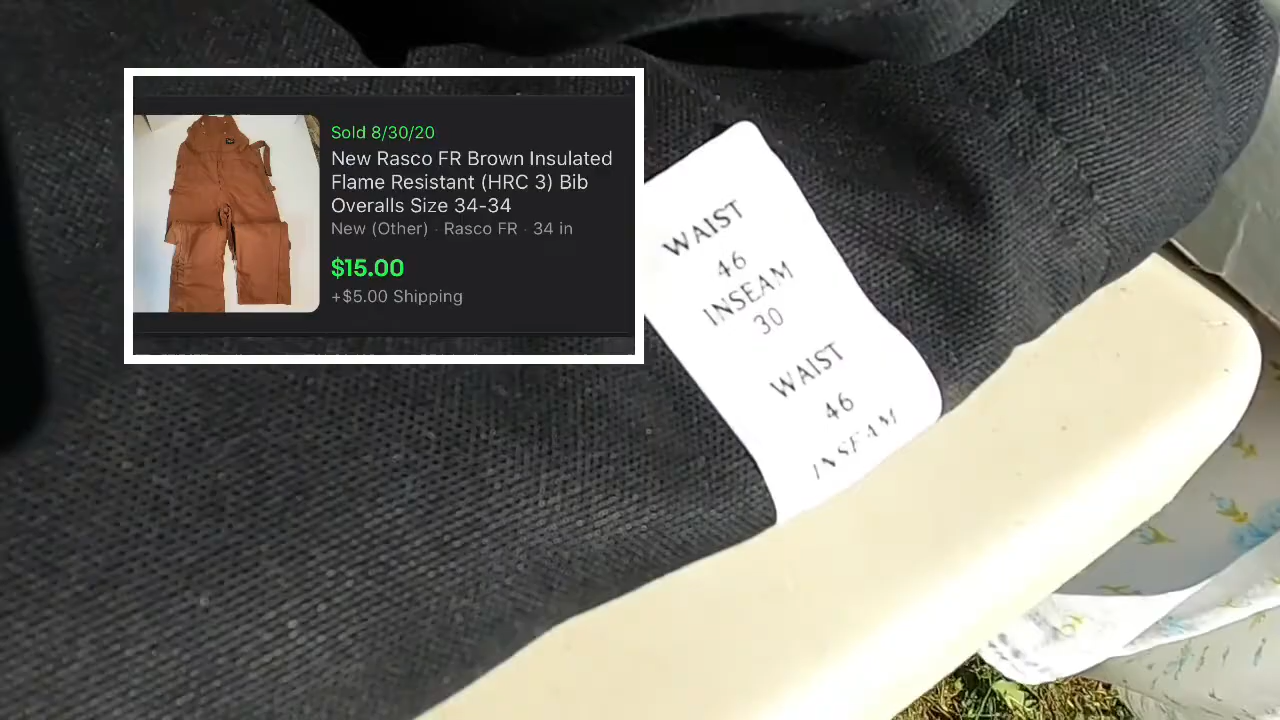 Sold 8/30/20
New Rasco FR Brown Insulated
Flame Resistant (HRC 3) Bib
Overalls Size 34-34
New (Other) · Rasco FR · 34 in
$15.00
+$5.00 Shipping
WAIST
46
INSEAM
30
WAIST
46
INSEAM